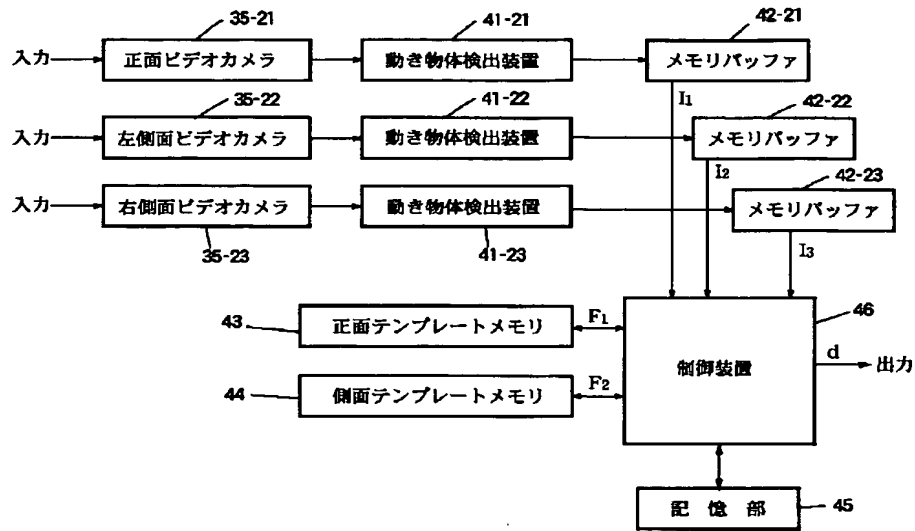 35-21
41-21
42-21
入力
正面ビデオカメラ
動き物体検出装置
メモリバッファ
I1
35-22
41-22
42-22
入力
左側面ビデオカメラ
動き物体検出装置
メモリバッファ
I2
42-23
入力
右側面ビデオカメラ
動き物体検出装置
メモリバッファ
35-23
41-23
I3
43
正面テンプレートメモリ
F1
46
制御装置
d
出力
44
側面テンプレートメモリ
F2
記憶部
45